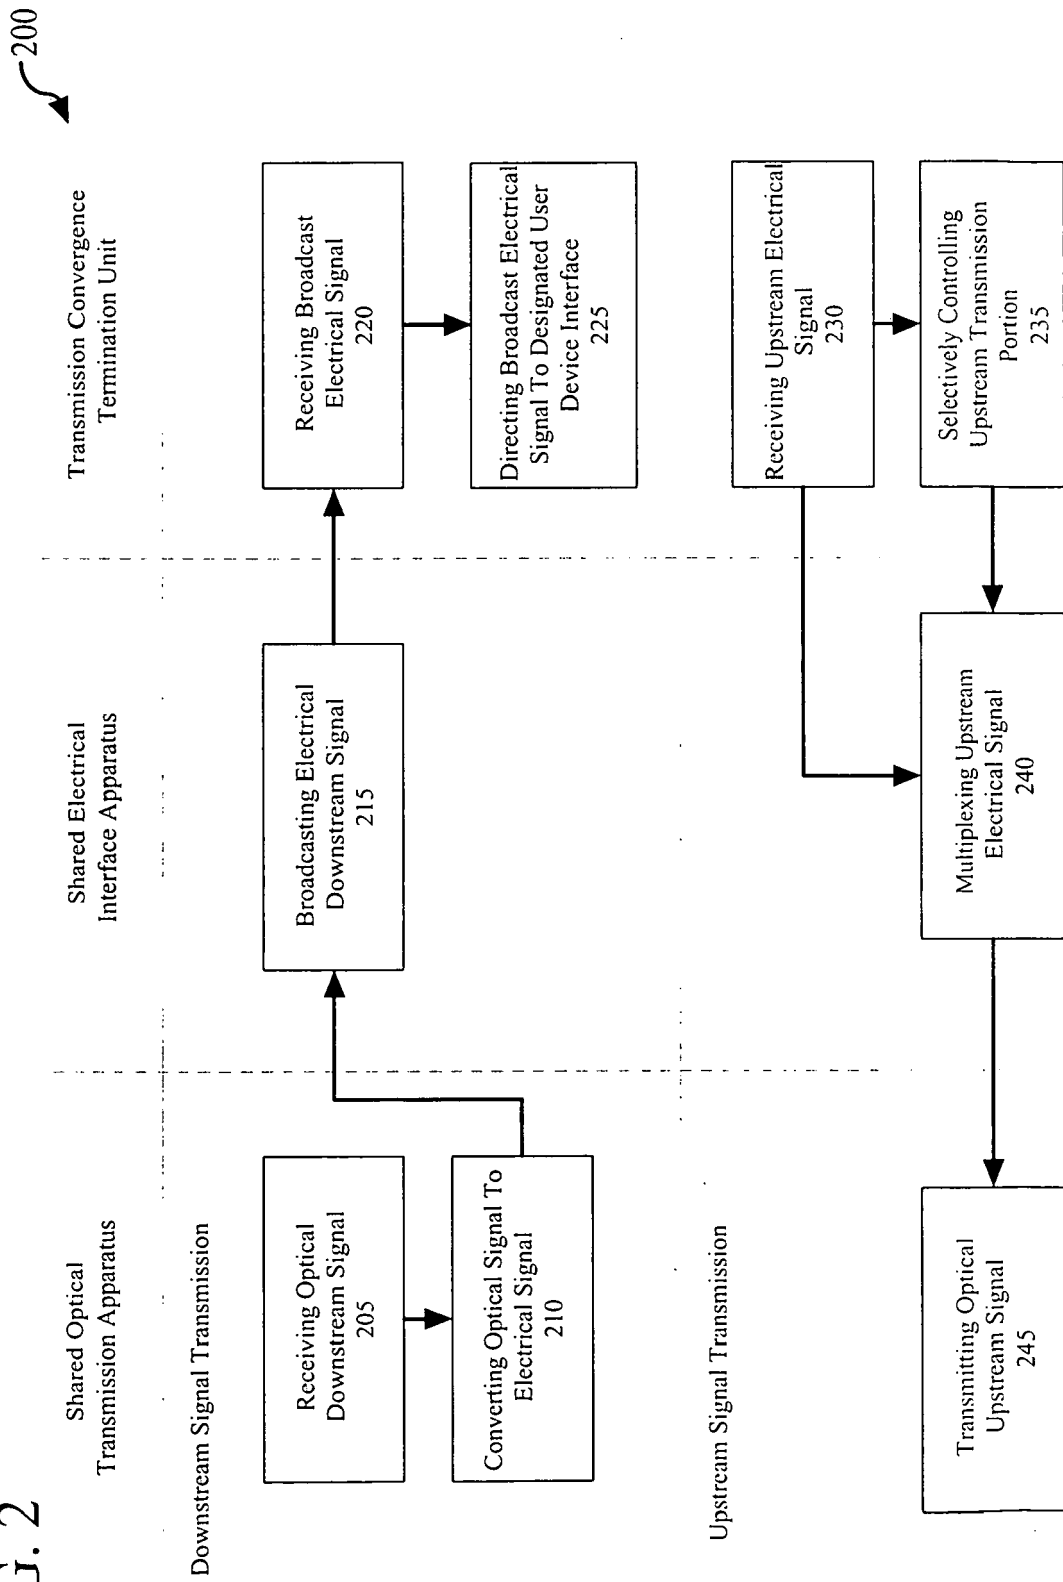 G. 2
200
Shared Optical
Transmission Apparatus
Shared Electrical
Interface Apparatus
Transmission Convergence
Termination Unit
Downstream Signal Transmission
Receiving Optical
Downstream Signal
205
Converting Optical Signal To
Electrical Signal
210
Broadcasting Electrical
Downstream Signal
215
Receiving Broadcast
Electrical Signal
220
Directing Broadcast Electrical
Signal To Designated User
Device Interface
225
Upstream Signal Transmission
Receiving Upstream Electrical
Signal
230
Selectively Controlling
Upstream Transmission
Portion
235
Multiplexing Upstream
Electrical Signal
240
Transmitting Optical
Upstream Signal
245